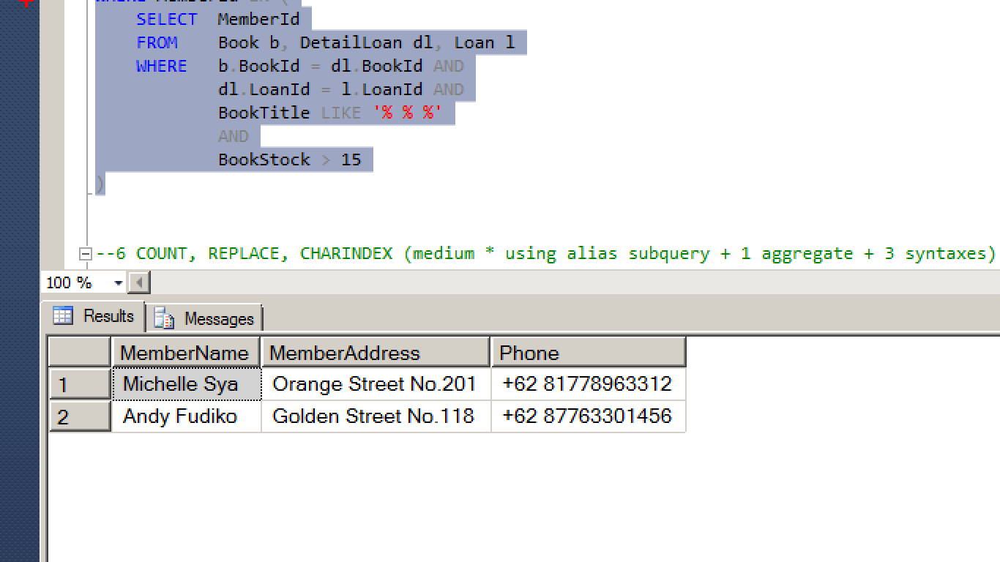 WHERE MemberId IN (
SELECT MemberId
FROM Book b, DetailLoan dl, Loan l
WHERE b.BookId = dl.BookId AND
dl.LoanId = l.LoanId AND
BookTitle LIKE '% % %'
AND
BookStock > 15
)
--6 COUNT, REPLACE, CHARINDEX (medium * using alias subquery + 1 aggregate + 3 syntaxes)
100 %
Results Messages
MemberName MemberAddress Phone
1 Michelle Sya Orange Street No.201 +62 81778963312
2 Andy Fudiko Golden Street No.118 +62 87763301456